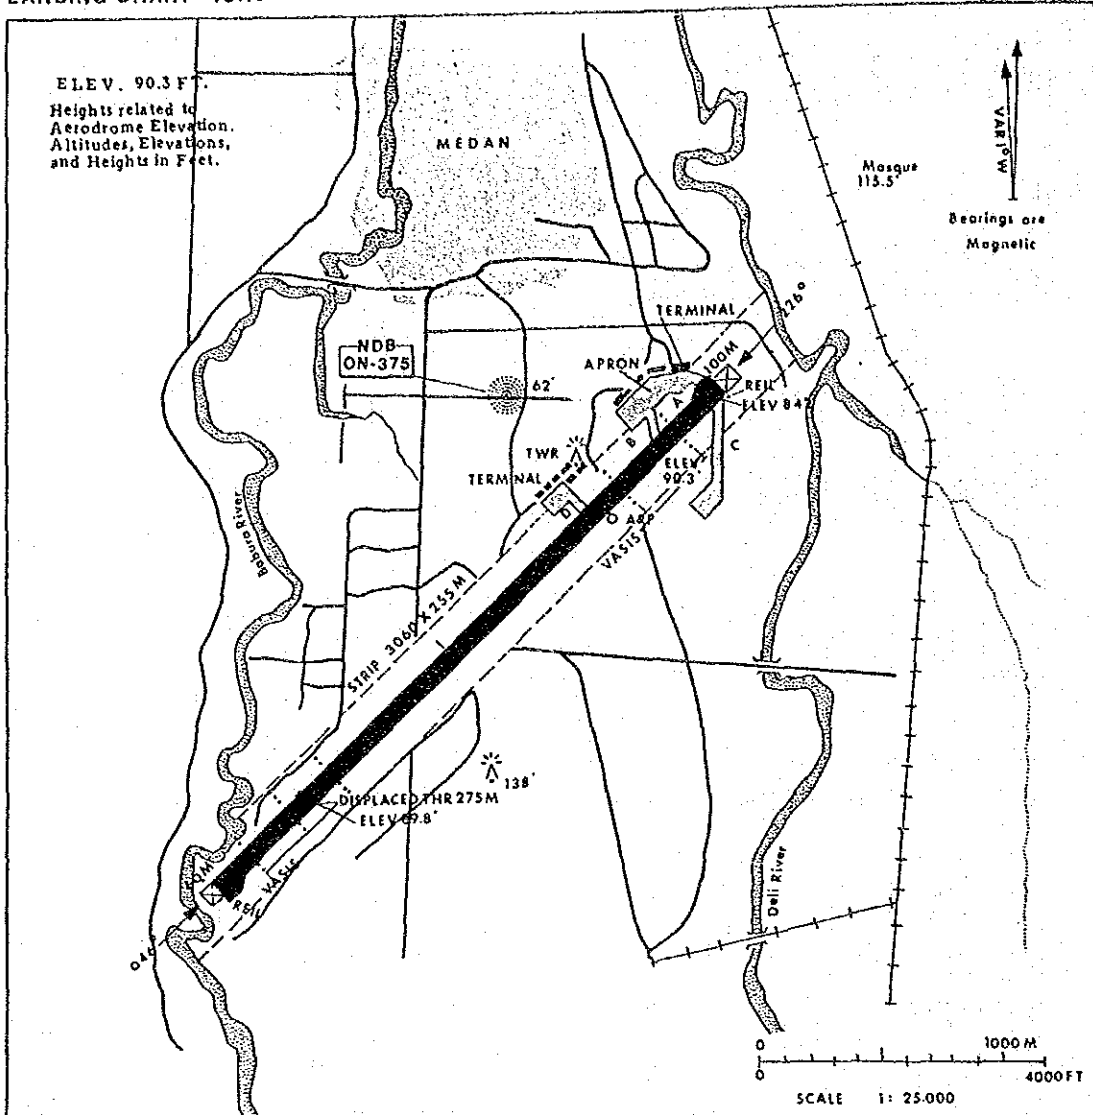 ELEV. 90.3 FT.
Heights related to
Aerodrome Elevation.
Altitudes, Elevations,
and Heights in Feet.
MEDAN
Mosque
115.5'
VAR 1° W
Bearings are
Magnetic
TERMINAL
226°
NDB
ON-375
APRON
100M
62'
REIL
ELEV 84'
A
B
C
TWR
TERMINAL
ELEV
90.3
D
ARP
VASIS
Babura River
STRIP 3060 X 255 M
138'
DISPLACED THR 275M
ELEV 89.8'
VASIS
REIL
046°
Deli River
0 1000 M
0 4000 FT
SCALE 1: 25.000